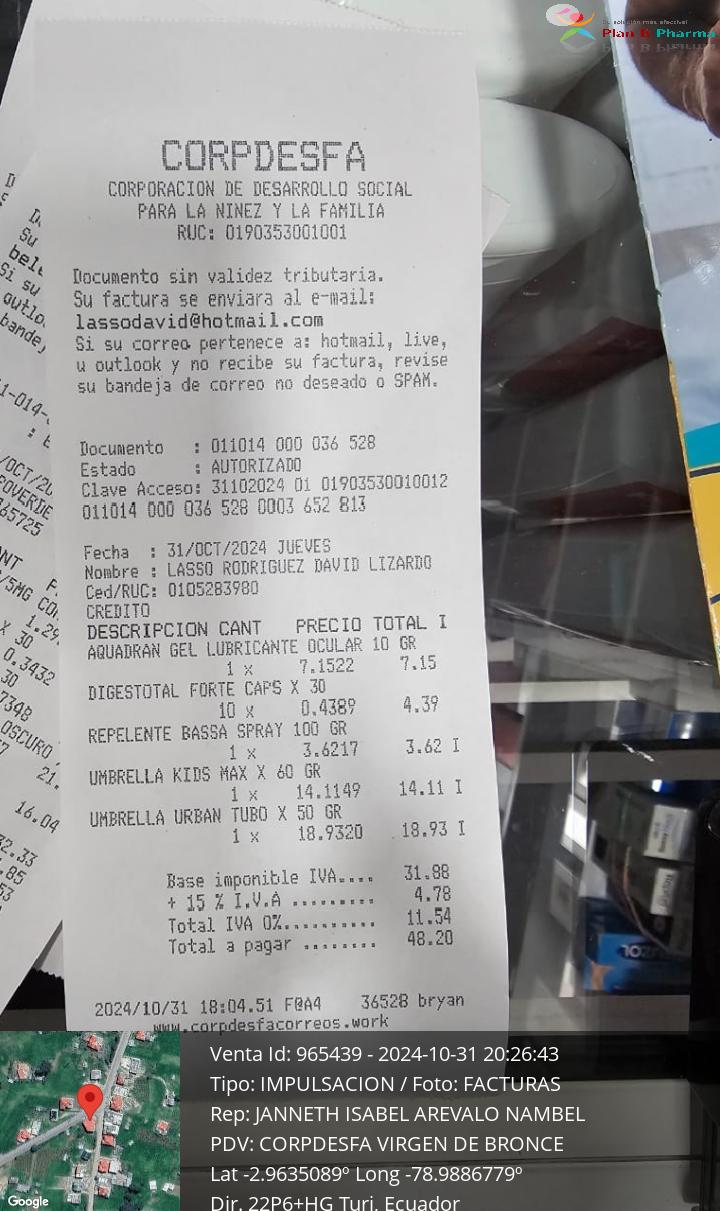 Su solución más efectiva!
Plan B Pharma
CORPDESFA
CORPORACION DE DESARROLLO SOCIAL
PARA LA NINEZ Y LA FAMILIA
RUC: 0190353001001
Documento sin validez tributaria.
Su factura se enviara al e-mail:
lassodavid@hotmail.com
Si su correo pertenece a: hotmail, live,
u outlook y no recibe su factura, revise
su bandeja de correo no deseado o SPAM.
Documento : 011014 000 036 528
Estado : AUTORIZADO
Clave Acceso: 31102024 01 01903530010012
011014 000 036 528 0003 652 813
Fecha : 31/OCT/2024 JUEVES
Nombre : LASSO RODRIGUEZ DAVID LIZARDO
Ced/RUC: 0105283980
CREDITO
DESCRIPCION CANT PRECIO TOTAL I
AQUADRAN GEL LUBRICANTE OCULAR 10 GR
1 x 7.1522 7.15
DIGESTOTAL FORTE CAPS X 30
10 x 0.4389 4.39
REPELENTE BASSA SPRAY 100 GR
1 x 3.6217 3.62 I
UMBRELLA KIDS MAX X 60 GR
1 x 14.1149 14.11 I
UMBRELLA URBAN TUBO X 50 GR
1 x 18.9320 18.93 I
Base imponible IVA.... 31.88
+ 15 % I.V.A ......... 4.78
Total IVA 0%.......... 11.54
Total a pagar ........ 48.20
2024/10/31 18:04.51 F@A4 36528 bryan
www.corpdesfacorreos.work
Venta Id: 965439 - 2024-10-31 20:26:43
Tipo: IMPULSACION / Foto: FACTURAS
Rep: JANNETH ISABEL AREVALO NAMBEL
PDV: CORPDESFA VIRGEN DE BRONCE
Lat -2.9635089º Long -78.9886779º
Dir. 22P6+HG Turi, Ecuador
Google